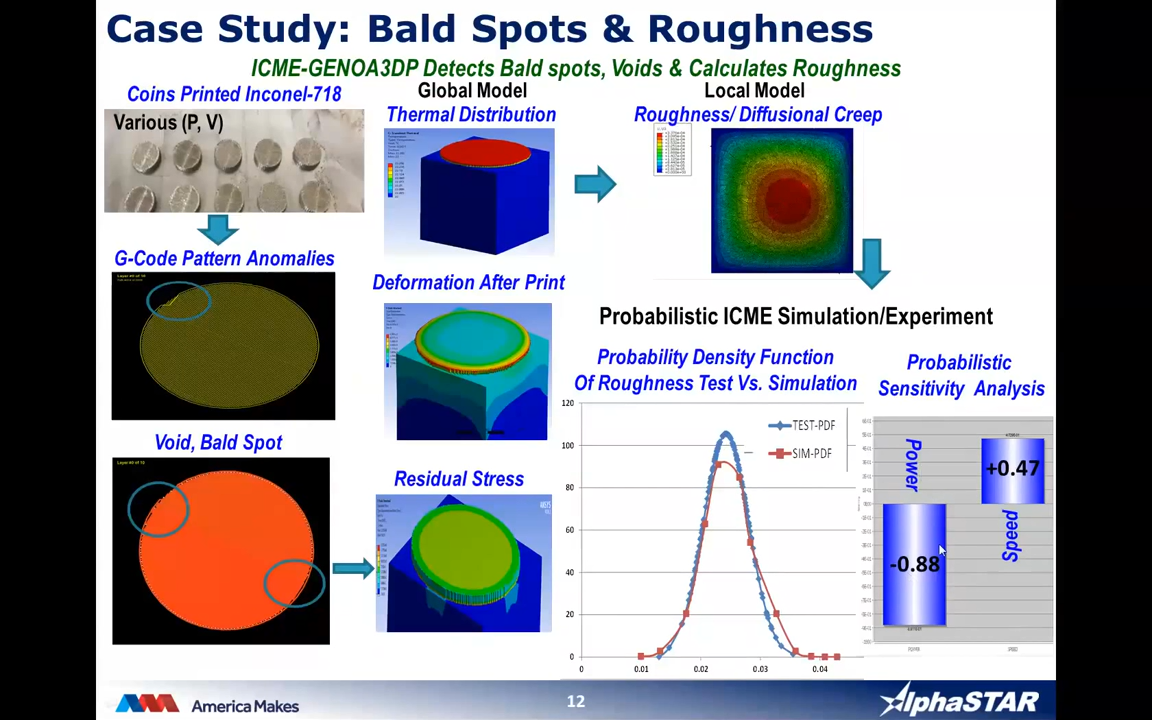 Case Study: Bald Spots & Roughness
ICME-GENOA3DP Detects Bald spots, Voids & Calculates Roughness
Coins Printed Inconel-718
Various (P, V)
G-Code Pattern Anomalies
Void, Bald Spot
Global Model
Thermal Distribution
Deformation After Print
Residual Stress
Local Model
Roughness/ Diffusional Creep
Probabilistic ICME Simulation/Experiment
Probability Density Function
Of Roughness Test Vs. Simulation
120
100
80
60
40
20
0
0
0.01
0.02
0.03
0.04
TEST-PDF
SIM-PDF
Probabilistic
Sensitivity Analysis
Power
-0.88
+0.47
Speed
America Makes
12
AlphaSTAR